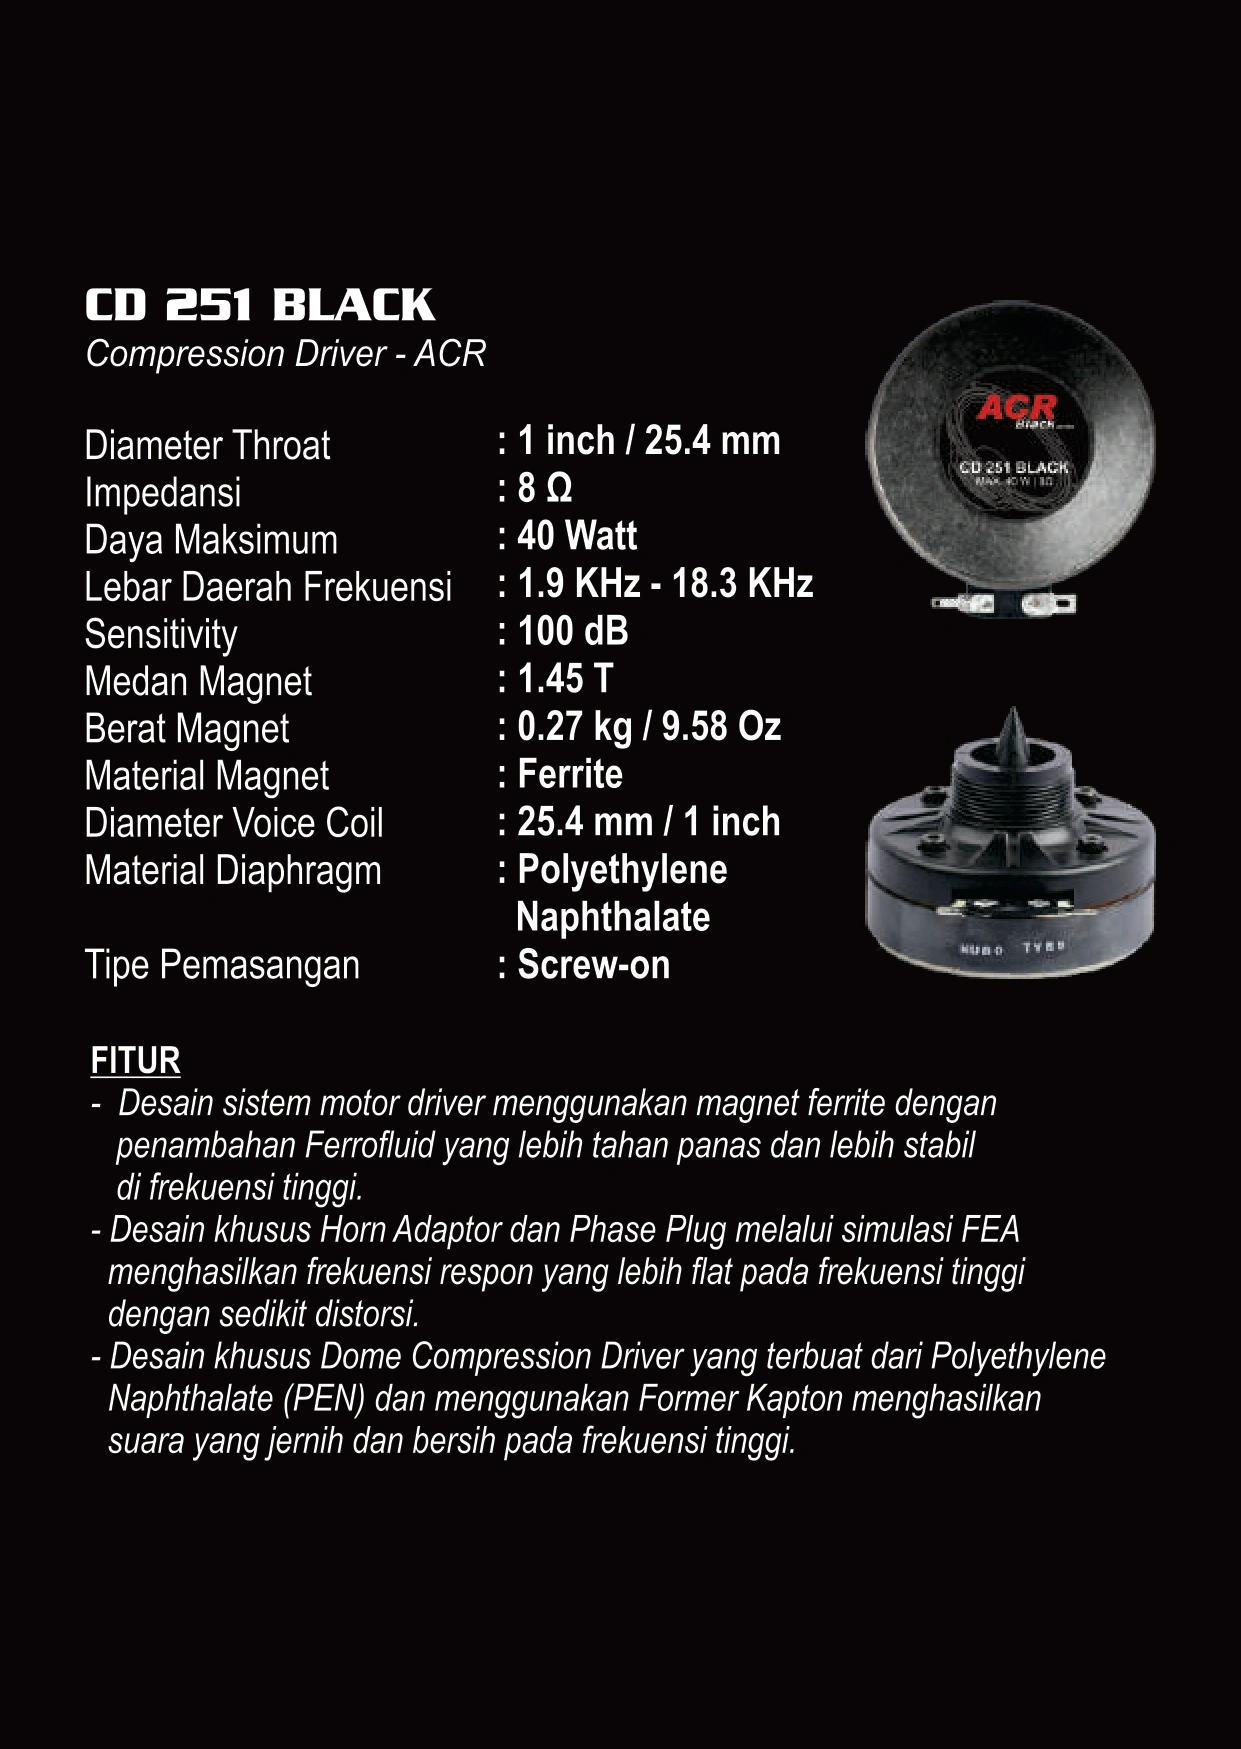 CD 251 BLACK
Compression Driver - ACR
Diameter Throat : 1 inch / 25.4 mm
Impedansi : 8 Ω
Daya Maksimum : 40 Watt
Lebar Daerah Frekuensi : 1.9 KHz - 18.3 KHz
Sensitivity : 100 dB
Medan Magnet : 1.45 T
Berat Magnet : 0.27 kg / 9.58 Oz
Material Magnet : Ferrite
Diameter Voice Coil : 25.4 mm / 1 inch
Material Diaphragm : Polyethylene
Naphthalate
Tipe Pemasangan : Screw-on
ACR
Black
CD 251 BLACK
MAX. 40 W | 8Ω
FITUR
- Desain sistem motor driver menggunakan magnet ferrite dengan
penambahan Ferrofluid yang lebih tahan panas dan lebih stabil
di frekuensi tinggi.
- Desain khusus Horn Adaptor dan Phase Plug melalui simulasi FEA
menghasilkan frekuensi respon yang lebih flat pada frekuensi tinggi
dengan sedikit distorsi.
- Desain khusus Dome Compression Driver yang terbuat dari Polyethylene
Naphthalate (PEN) dan menggunakan Former Kapton menghasilkan
suara yang jernih dan bersih pada frekuensi tinggi.